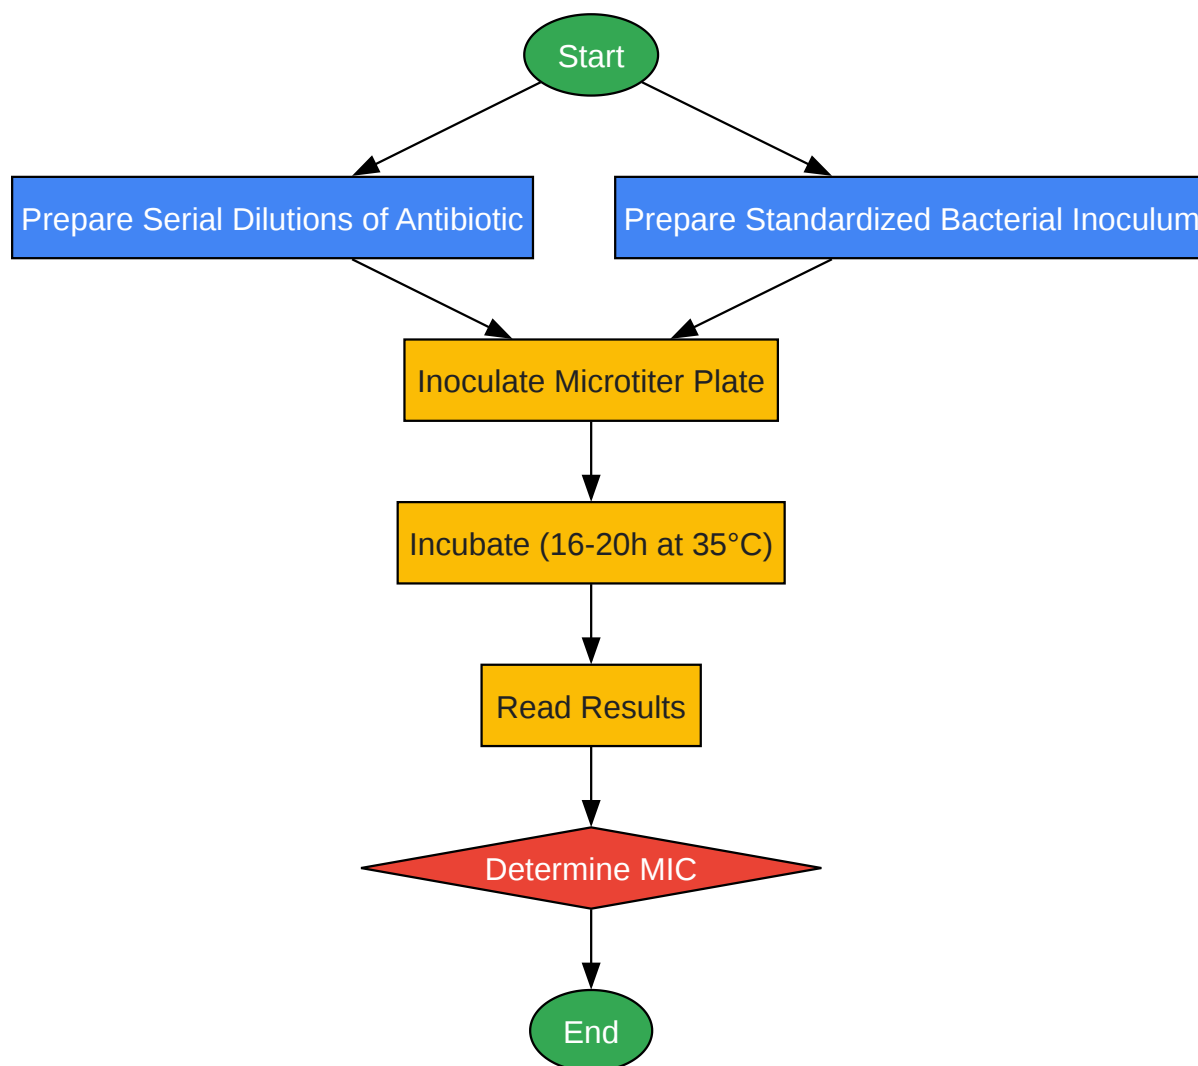 Start
Prepare Serial Dilutions of Antibiotic
Prepare Standardized Bacterial Inoculum
Inoculate Microtiter Plate
Incubate (16-20h at 35°C)
Read Results
Determine MIC
End